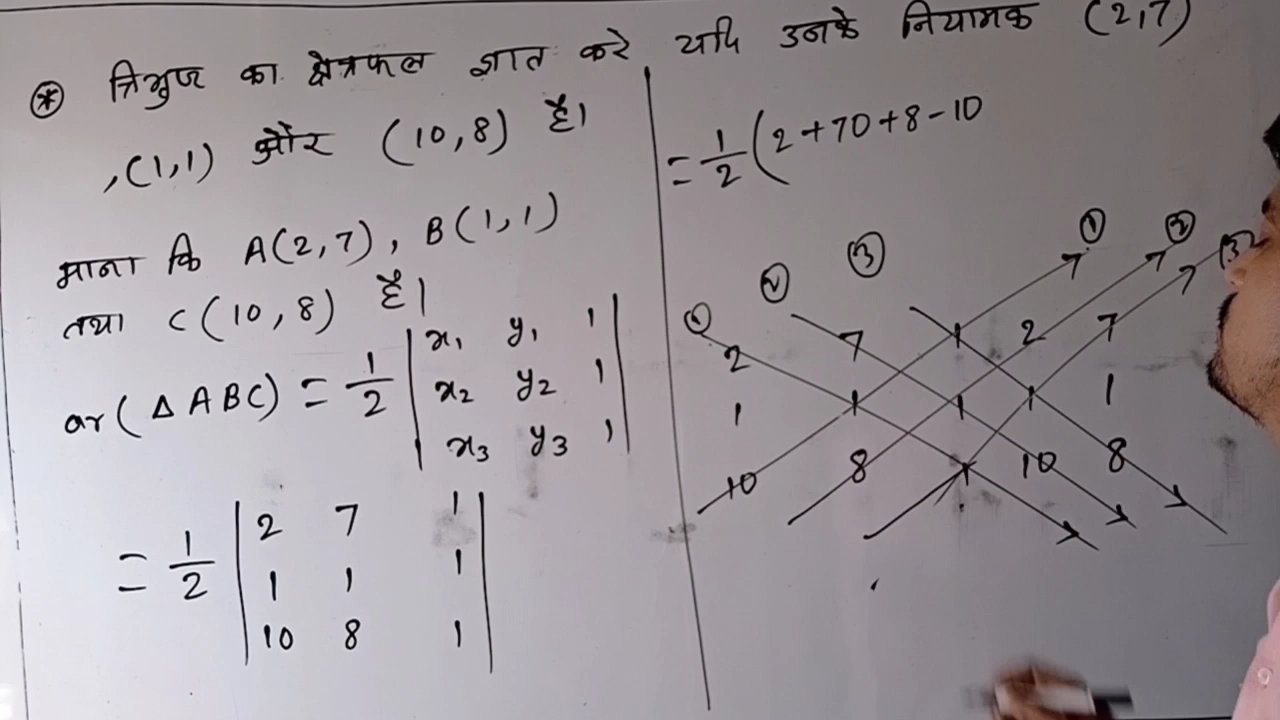 * त्रिभुज का क्षेत्रफल ज्ञात करे यदि उनके नियामक (2,7)
,(1,1) और (10,8) है।
माना कि A(2,7), B(1,1)
तथा C(10,8) है।
ar(△ABC) = 1/2 | x₁ y₁ 1
x₂ y₂ 1
x₃ y₃ 1 |
= 1/2 | 2 7 1
1 1 1
10 8 1 |
= 1/2 (2+70+8-10
① ② ③ ① ② ③
2 7 1 2 7
1 1 1 1 1
10 8 1 10 8